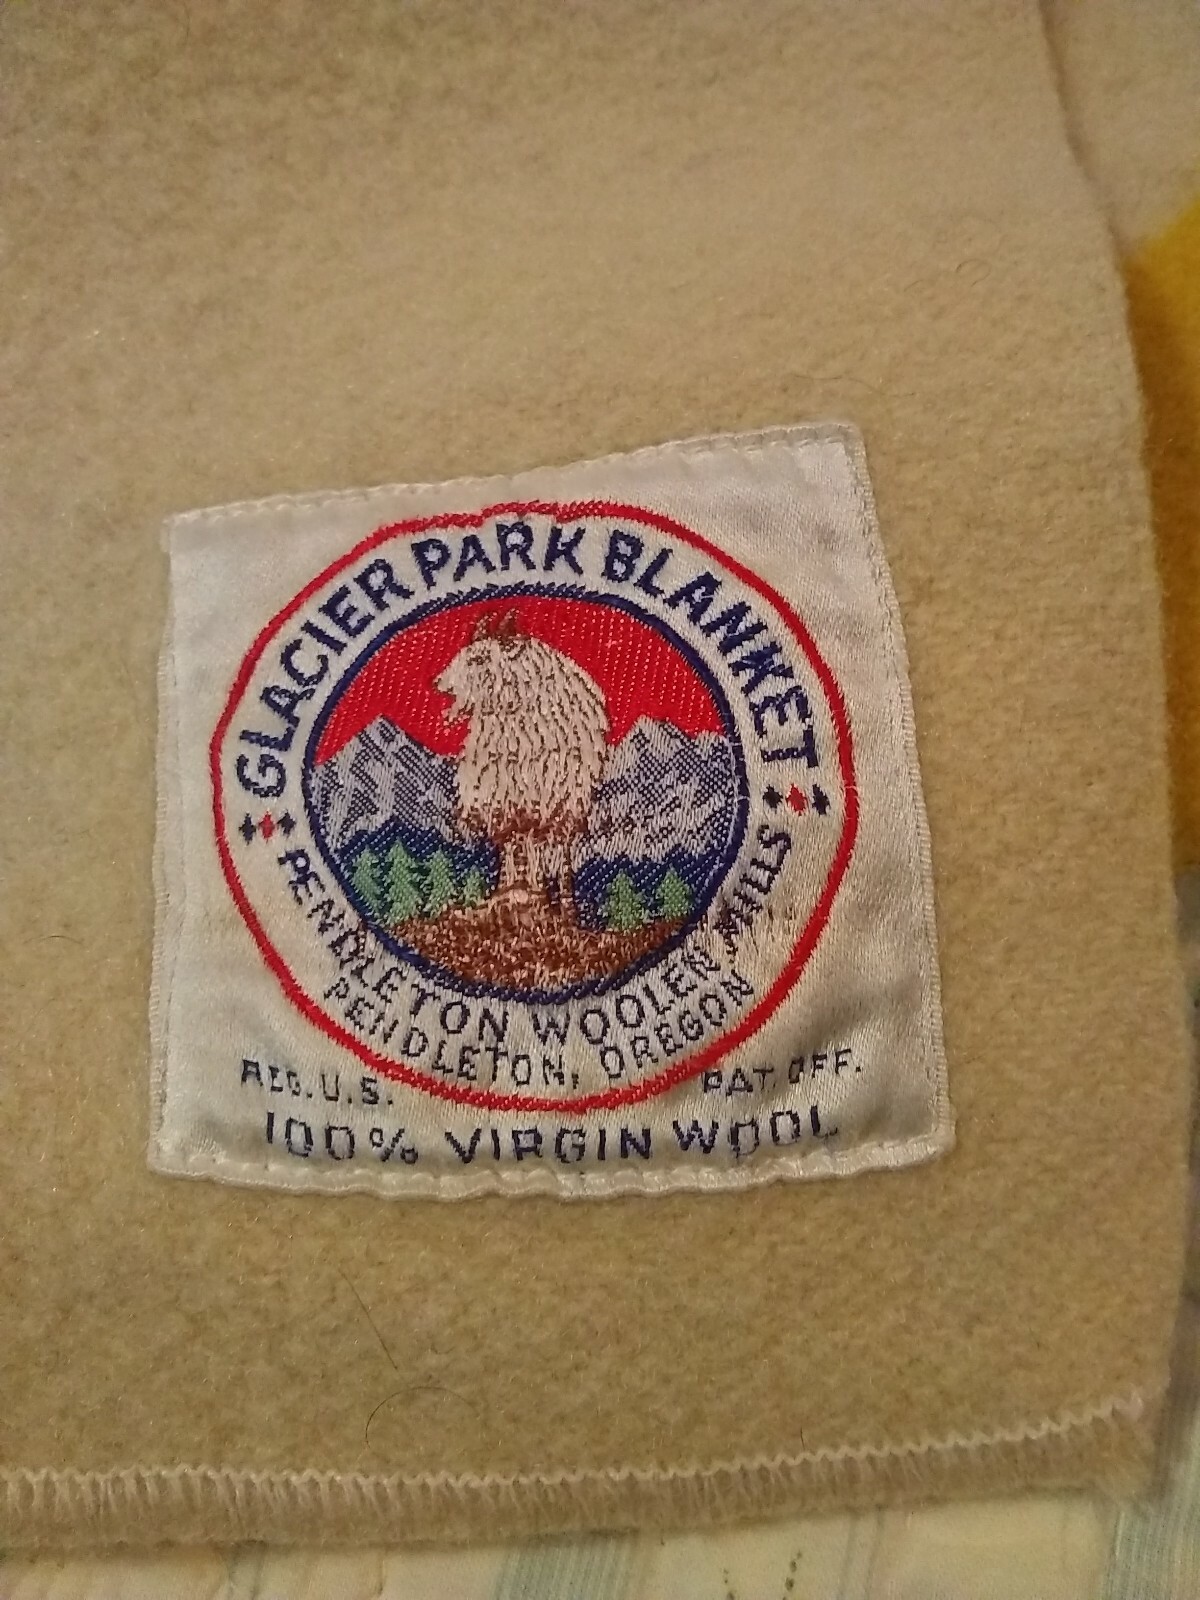 GLACIER PARK BLANKET
PENDLETON WOOLEN MILLS
PENDLETON, OREGON
REG. U.S. PAT. OFF.
100% VIRGIN WOOL